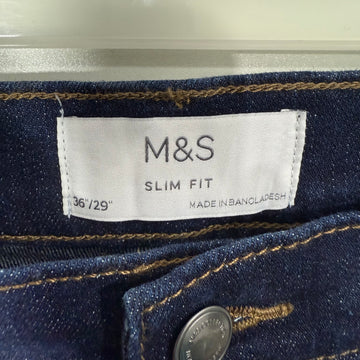 M&S
SLIM FIT
36"/29"
MADE IN BANGLADESH